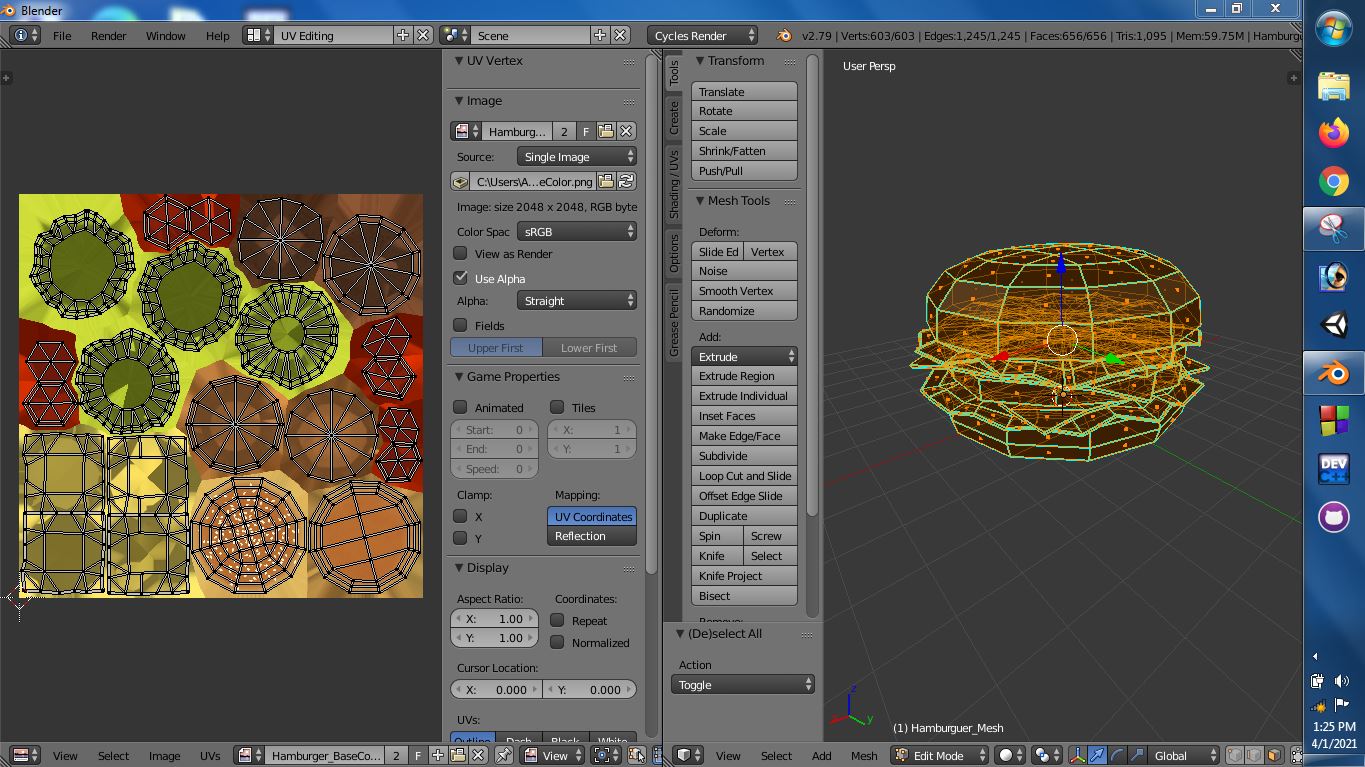 Blender
File Render Window Help UV Editing Scene Cycles Render v2.79 | Verts:603/603 | Edges:1,245/1,245 | Faces:656/656 | Tris:1,095 | Mem:59.75M | Hamburg
UV Vertex
Image
Hamburg... 2 F
Source: Single Image
C:\Users\A...eColor.png
Image: size 2048 x 2048, RGB byte
Color Spac sRGB
View as Render
Use Alpha
Alpha: Straight
Fields
Upper First Lower First
Game Properties
Animated Tiles
Start: 0 X: 1
End: 0 Y: 1
Speed: 0
Clamp: Mapping:
X UV Coordinates
Y Reflection
Display
Aspect Ratio: Coordinates:
X: 1.00 Repeat
Y: 1.00 Normalized
Cursor Location:
X: 0.000 Y: 0.000
UVs:
Outline Dash Black White
Tools
Create
Shading / UVs
Options
Grease Pencil
Transform
Translate
Rotate
Scale
Shrink/Fatten
Push/Pull
Mesh Tools
Deform:
Slide Ed Vertex
Noise
Smooth Vertex
Randomize
Add:
Extrude
Extrude Region
Extrude Individual
Inset Faces
Make Edge/Face
Subdivide
Loop Cut and Slide
Offset Edge Slide
Duplicate
Spin Screw
Knife Select
Knife Project
Bisect
Remove:
(De)select All
Action
Toggle
User Persp
z
x y
(1) Hamburguer_Mesh
View Select Image UVs Hamburger_BaseCo... 2 F View
View Select Add Mesh Edit Mode Global
DEV
C++
1:25 PM
4/1/2021